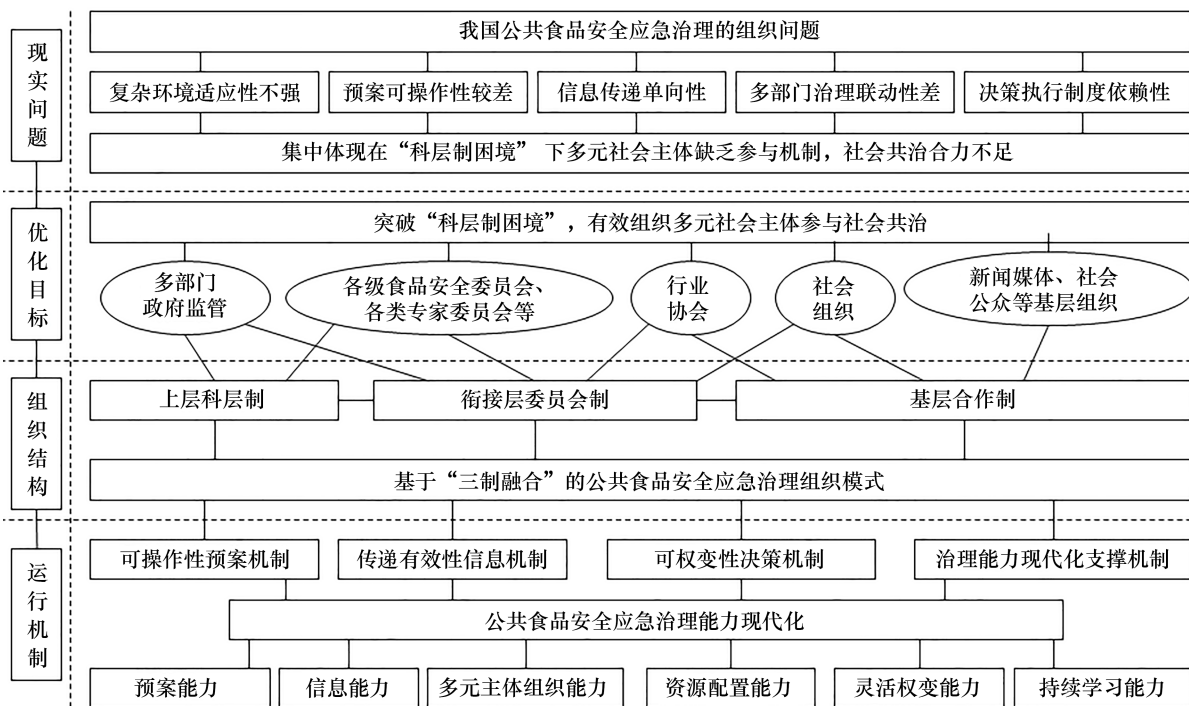 现实问题
我国公共食品安全应急治理的组织问题
复杂环境适应性不强
预案可操作性较差
信息传递单向性
多部门治理联动性差
决策执行制度依赖性
集中体现在“科层制困境” 下多元社会主体缺乏参与机制，社会共治合力不足
优化目标
突破“科层制困境”，有效组织多元社会主体参与社会共治
多部门
政府监管
各级食品安全委员会、
各类专家委员会等
行业
协会
社会
组织
新闻媒体、社会
公众等基层组织
组织结构
上层科层制
衔接层委员会制
基层合作制
基于“三制融合”的公共食品安全应急治理组织模式
运行机制
可操作性预案机制
传递有效性信息机制
可权变性决策机制
治理能力现代化支撑机制
公共食品安全应急治理能力现代化
预案能力
信息能力
多元主体组织能力
资源配置能力
灵活权变能力
持续学习能力